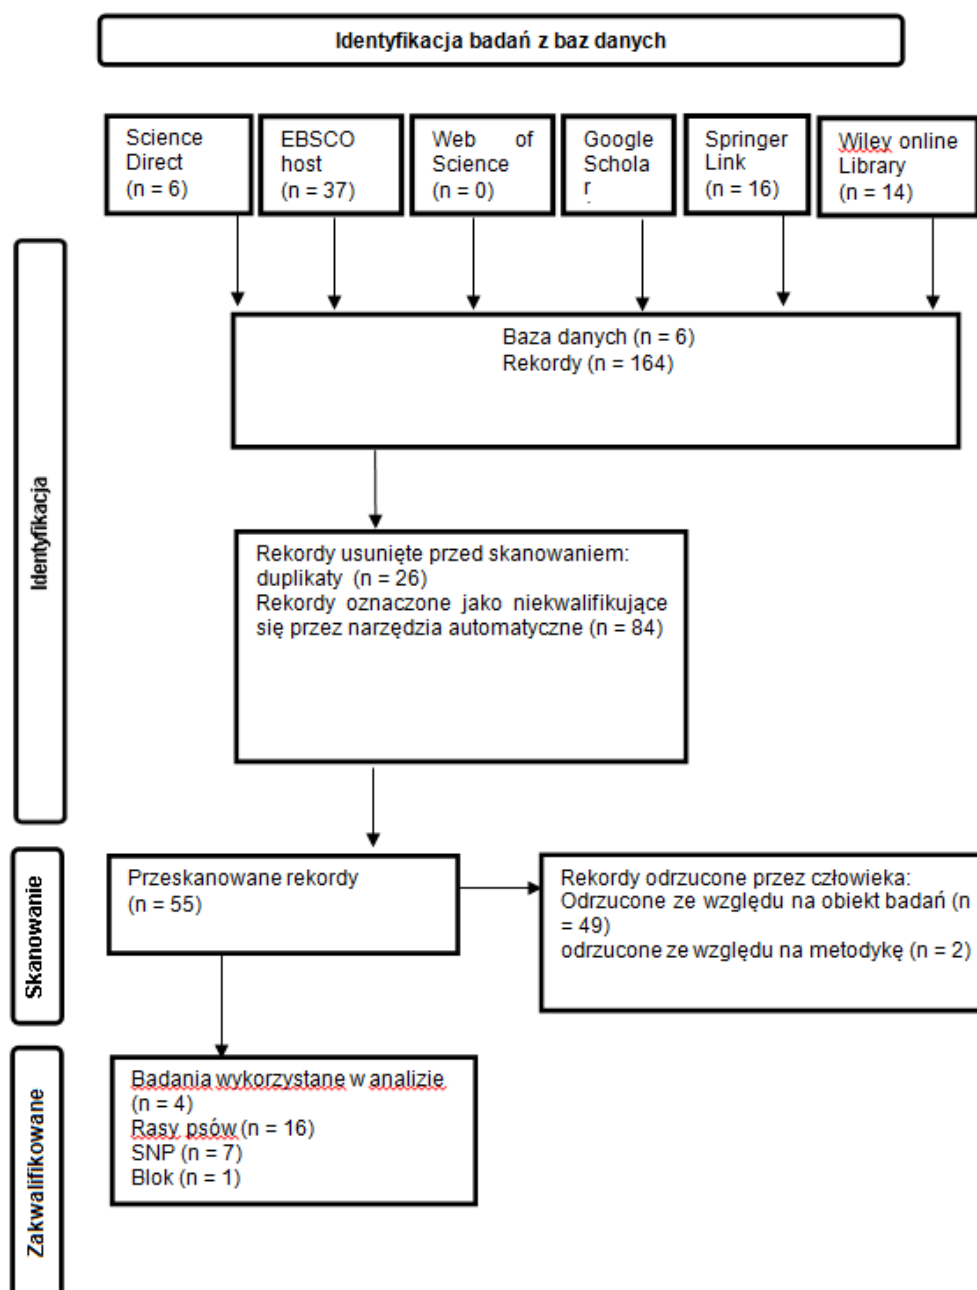 Identyfikacja badań z baz danych
Science
Direct
(n = 6)
EBSCO
host
(n = 37)
Web of
Science
(n = 0)
Google
Schola
r
Springer
Link
(n = 16)
Wiley online
Library
(n = 14)
Identyfikacja
Baza danych (n = 6)
Rekordy (n = 164)
Rekordy usunięte przed skanowaniem:
duplikaty (n = 26)
Rekordy oznaczone jako niekwalifikujące
się przez narzędzia automatyczne (n = 84)
Skanowanie
Przeskanowane rekordy
(n = 55)
Rekordy odrzucone przez człowieka:
Odrzucone ze względu na obiekt badań (n
= 49)
odrzucone ze względu na metodykę (n = 2)
Zakwalifikowane
Badania wykorzystane w analizie
(n = 4)
Rasy psów (n = 16)
SNP (n = 7)
Blok (n = 1)